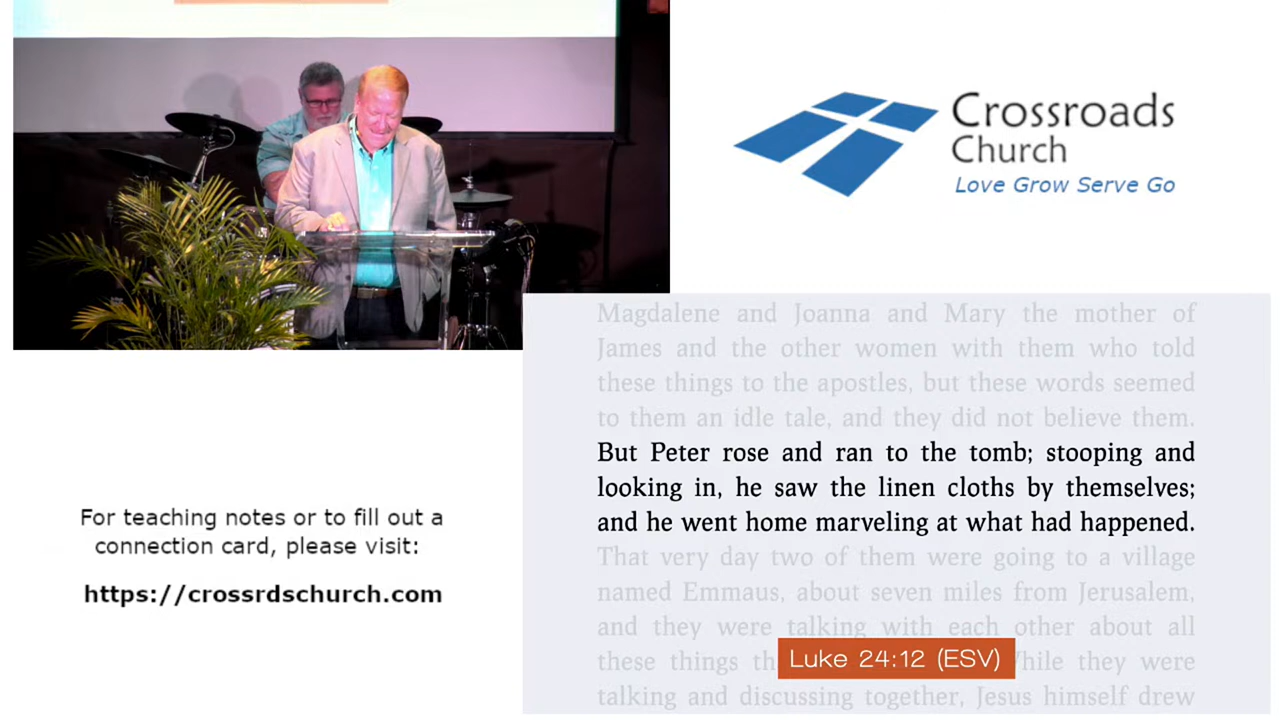 Crossroads
Church
Love Grow Serve Go
Magdalene and Joanna and Mary the mother of
James and the other women with them who told
these things to the apostles, but these words seemed
to them an idle tale, and they did not believe them.
But Peter rose and ran to the tomb; stooping and
looking in, he saw the linen cloths by themselves;
and he went home marveling at what had happened.
That very day two of them were going to a village
named Emmaus, about seven miles from Jerusalem,
and they were talking with each other about all
these things While they were
talking and discussing together, Jesus himself drew
Luke 24:12 (ESV)
For teaching notes or to fill out a
connection card, please visit:
https://crossrdschurch.com